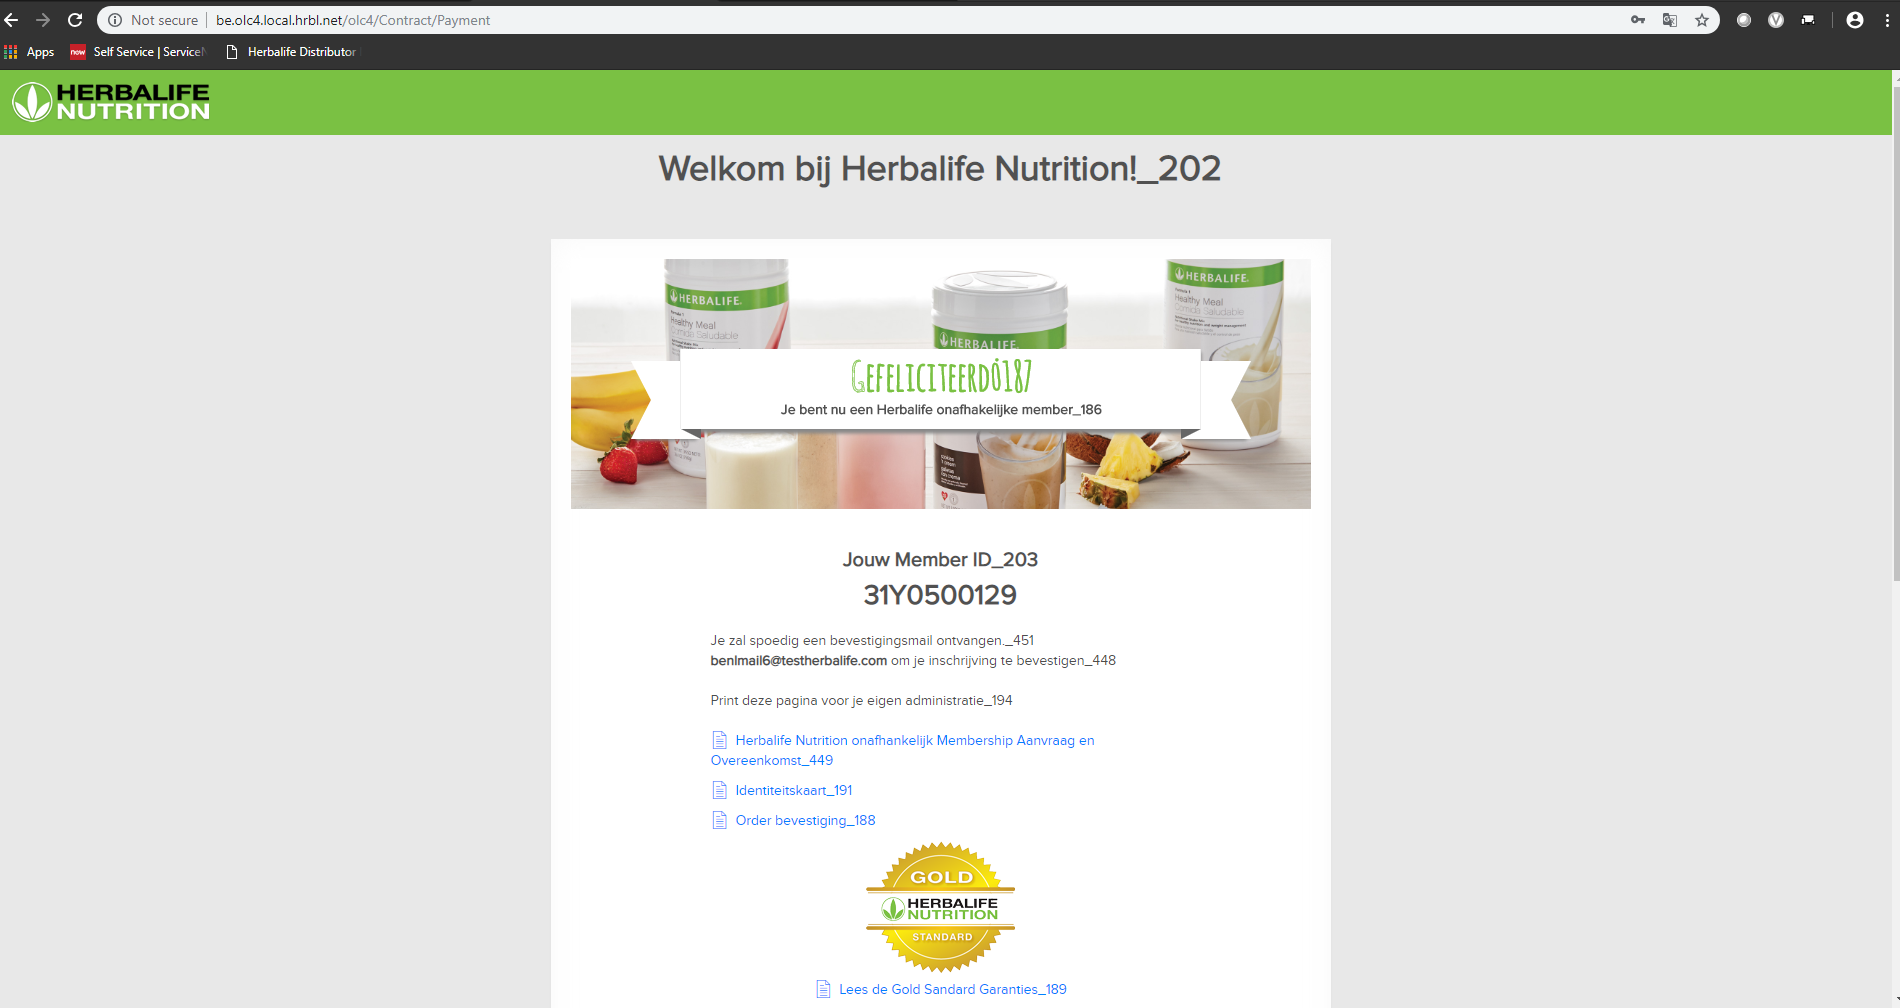 Not secure | be.olc4.local.hrbl.net/olc4/Contract/Payment
Apps
now Self Service | Service
Herbalife Distributor
HERBALIFE
NUTRITION
Welkom bij Herbalife Nutrition!_202
HERBALIFE
Healthy Meal
Comida Saludable
HERBALIFE
HERBALIFE
Healthy Meal
Comida Saludable
Je bent nu een Herbalife onafhakelijke member_186
Jouw Member ID_203
31Y0500129
Je zal spoedig een bevestigingsmail ontvangen._451
benlmail6@testherbalife.com om je inschrijving te bevestigen_448
Print deze pagina voor je eigen administratie_194
Herbalife Nutrition onafhankelijk Membership Aanvraag en
Overeenkomst_449
Identiteitskaart_191
Order bevestiging_188
GOLD
HERBALIFE
NUTRITION
STANDARD
Lees de Gold Sandard Garanties_189